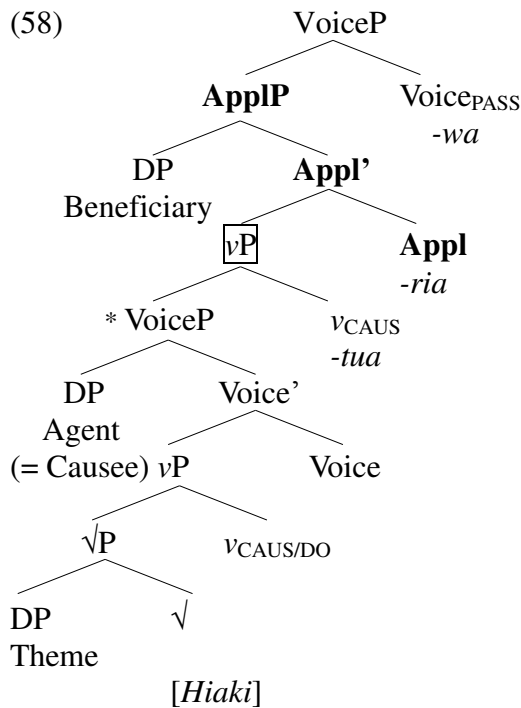 (58) VoiceP
ApplP VoicePASS
-wa
DP Appl’
Beneficiary
vP Appl
-ria
* VoiceP vCAUS
-tua
DP Voice’
Agent
(= Causee) vP Voice
√P vCAUS/DO
DP √
Theme
[Hiaki]